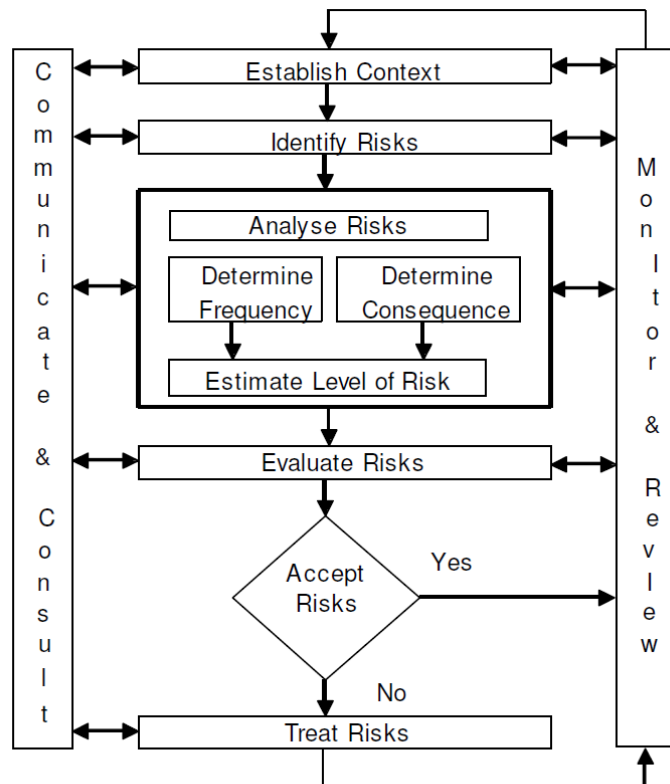 Establish Context
Identify Risks
Analyse Risks
Determine
Frequency
Determine
Consequence
Estimate Level of Risk
Evaluate Risks
Accept
Risks
Yes
No
Treat Risks
Communicate & Consult
MonItor & RevIew